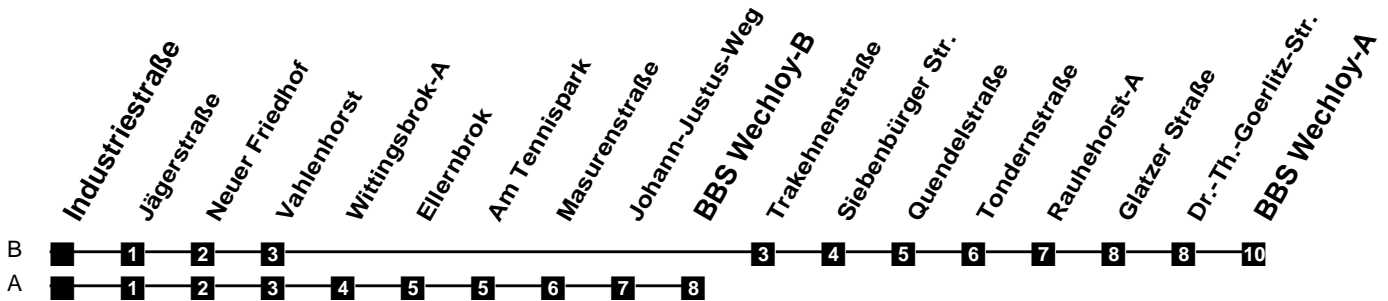 Industriestraße
Jägerstraße
Neuer Friedhof
Vahlenhorst
Wittingsbrok-A
Ellernbrok
Am Tennispark
Masurenstraße
Johann-Justus-Weg
BBS Wechloy-B
Trakehnenstraße
Siebenbürger Str.
Quendelstraße
Tondernstraße
Rauhehorst-A
Glatzer Straße
Dr.-Th.-Goerlitz-Str.
BBS Wechloy-A
B 1 2 3 3 4 5 6 7 8 8 10
A 1 2 3 4 5 5 6 7 8